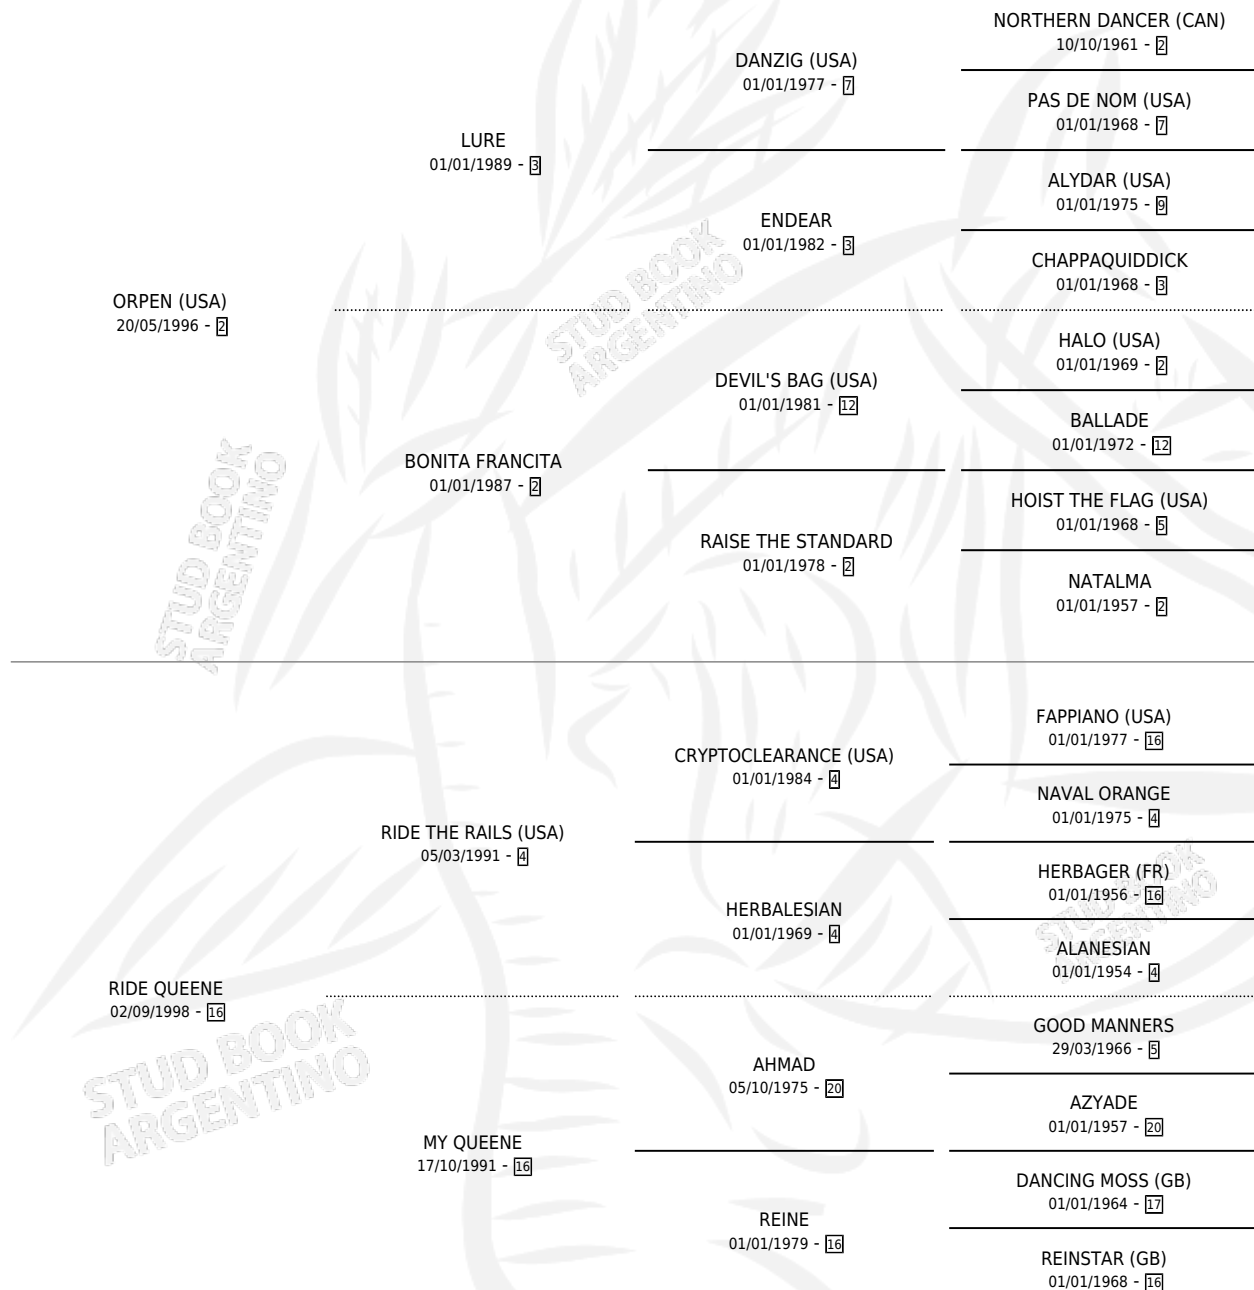 NORTHERN DANCER (CAN)
10/10/1961 - 2
DANZIG (USA)
01/01/1977 - 7
PAS DE NOM (USA)
01/01/1968 - 7
LURE
01/01/1989 - 3
ALYDAR (USA)
01/01/1975 - 9
ENDEAR
01/01/1982 - 3
CHAPPAQUIDDICK
01/01/1968 - 3
ORPEN (USA)
20/05/1996 - 2
HALO (USA)
01/01/1969 - 2
DEVIL'S BAG (USA)
01/01/1981 - 12
BALLADE
01/01/1972 - 12
BONITA FRANCITA
01/01/1987 - 2
HOIST THE FLAG (USA)
01/01/1968 - 5
RAISE THE STANDARD
01/01/1978 - 2
NATALMA
01/01/1957 - 2
FAPPIANO (USA)
01/01/1977 - 16
CRYPTOCLEARANCE (USA)
01/01/1984 - 4
NAVAL ORANGE
01/01/1975 - 4
RIDE THE RAILS (USA)
05/03/1991 - 4
HERBAGER (FR)
01/01/1956 - 16
HERBALESIAN
01/01/1969 - 4
ALANESIAN
01/01/1954 - 4
RIDE QUEENE
02/09/1998 - 16
GOOD MANNERS
29/03/1966 - 5
AHMAD
05/10/1975 - 20
AZYADE
01/01/1957 - 20
MY QUEENE
17/10/1991 - 16
DANCING MOSS (GB)
01/01/1964 - 17
REINE
01/01/1979 - 16
REINSTAR (GB)
01/01/1968 - 16
STUD BOOK
ARGENTINO
STUD BOOK
ARGENTINO
STUD BOOK
ARGENTINO
STUD BOOK
ARGENTINO